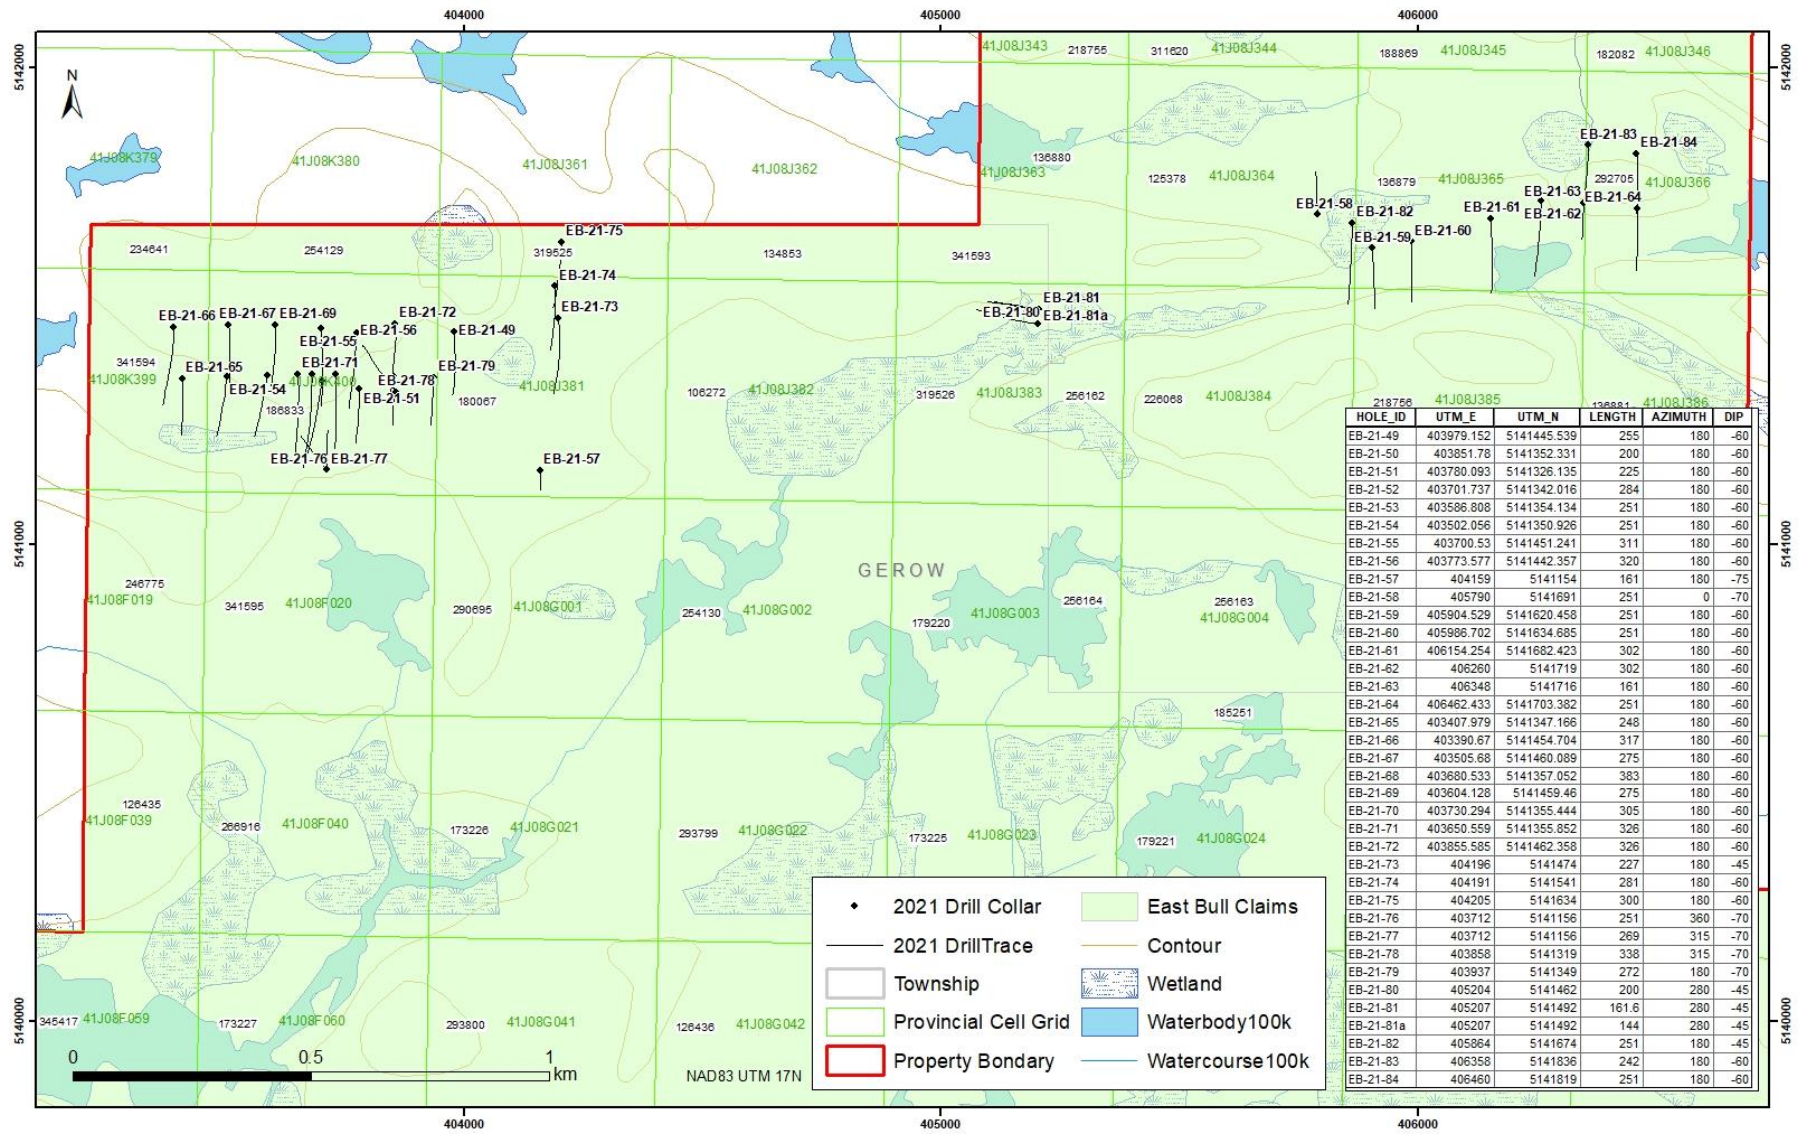 404000 405000 406000
5142000 5142000
N
41J08J343 218755 311620 41J08J344 188869 41J08J345 182082 41J08J346
41J08K379 41J08K380 41J08J361 41J08J362 41J08J363 136880 125378 41J08J364 136879 41J08J365 292705 41J08J366
EB-21-83 EB-21-84
EB-21-58 EB-21-82 EB-21-59 EB-21-60 EB-21-61 EB-21-63 EB-21-62 EB-21-64
234641 254129 319525 134853 341593
EB-21-75
EB-21-74
EB-21-73
EB-21-81
EB-21-80 EB-21-81a
EB-21-66 EB-21-67 EB-21-69 EB-21-72
EB-21-55 EB-21-56 EB-21-49
341594 EB-21-65 EB-21-71 EB-21-79
41J08K399 EB-21-54 41J08K400 EB-21-78 41J08J381
186833 EB-21-51 180067
106272 41J08J382 319526 41J08J383 256162 226068 41J08J384 218756 41J08J385 136881 41J08J386
EB-21-76 EB-21-77 EB-21-57
5141000 5141000
GEROW
246775 341595 290695 254130 179220 256164 256163
41J08F019 41J08F020 41J08G001 41J08G002 41J08G003 41J08G004
185251
126435 266916 173226 293799 173225 179221
41J08F039 41J08F040 41J08G021 41J08G022 41J08G023 41J08G024
5140000 5140000
345417 41J08F059 173227 41J08F060 293800 41J08G041 126436 41J08G042
0 0.5 1
km
NAD83 UTM 17N
2021 Drill Collar East Bull Claims
2021 DrillTrace Contour
Township Wetland
Provincial Cell Grid Waterbody100k
Property Bondary Watercourse100k
HOLE_ID UTM_E UTM_N LENGTH AZIMUTH DIP
EB-21-49 403979.152 5141445.539 255 180 -60
EB-21-50 403851.78 5141352.331 200 180 -60
EB-21-51 403780.093 5141326.135 225 180 -60
EB-21-52 403701.737 5141342.016 284 180 -60
EB-21-53 403586.808 5141354.134 251 180 -60
EB-21-54 403502.056 5141350.926 251 180 -60
EB-21-55 403700.53 5141451.241 311 180 -60
EB-21-56 403773.577 5141442.357 320 180 -60
EB-21-57 404159 5141154 161 180 -75
EB-21-58 405790 5141691 251 0 -70
EB-21-59 405904.529 5141620.458 251 180 -60
EB-21-60 405986.702 5141634.685 251 180 -60
EB-21-61 406154.254 5141682.423 302 180 -60
EB-21-62 406260 5141719 302 180 -60
EB-21-63 406348 5141716 161 180 -60
EB-21-64 406462.433 5141703.382 251 180 -60
EB-21-65 403407.979 5141347.166 248 180 -60
EB-21-66 403390.67 5141454.704 317 180 -60
EB-21-67 403505.68 5141460.089 275 180 -60
EB-21-68 403680.533 5141357.052 383 180 -60
EB-21-69 403604.128 5141459.46 275 180 -60
EB-21-70 403730.294 5141355.444 305 180 -60
EB-21-71 403650.559 5141355.852 326 180 -60
EB-21-72 403855.585 5141462.358 326 180 -60
EB-21-73 404196 5141474 227 180 -45
EB-21-74 404191 5141541 281 180 -60
EB-21-75 404205 5141634 300 180 -60
EB-21-76 403712 5141156 251 360 -70
EB-21-77 403712 5141156 269 315 -70
EB-21-78 403858 5141319 338 315 -70
EB-21-79 403937 5141349 272 180 -70
EB-21-80 405204 5141462 200 280 -45
EB-21-81 405207 5141492 161.6 280 -45
EB-21-81a 405207 5141492 144 280 -45
EB-21-82 405864 5141674 251 180 -45
EB-21-83 406358 5141836 242 180 -60
EB-21-84 406460 5141819 251 180 -60
404000 405000 406000